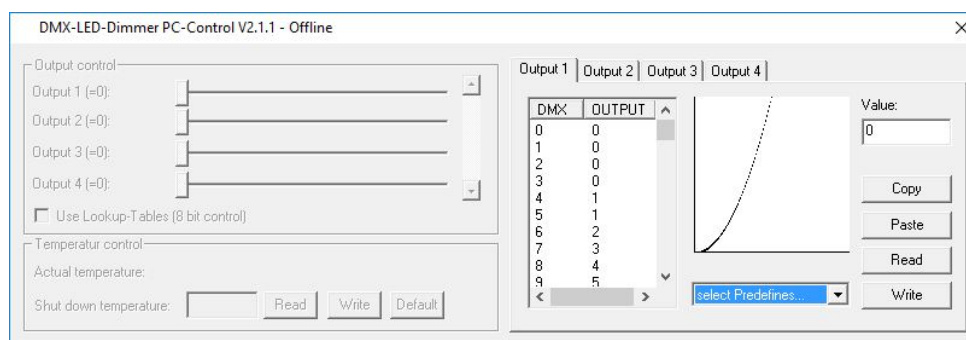 DMX-LED-Dimmer PC-Control V2.1.1 - Offline
Output control
Output 1 (=0):
Output 2 (=0):
Output 3 (=0):
Output 4 (=0):
Use Lookup-Tables (8 bit control)
Temperatur control
Actual temperature:
Shut down temperature:
Read
Write
Default
Output 1
Output 2
Output 3
Output 4
DMX OUTPUT
0 0
1 0
2 0
3 0
4 1
5 1
6 2
7 3
8 4
9 5
select Predefines...
Value:
0
Copy
Paste
Read
Write